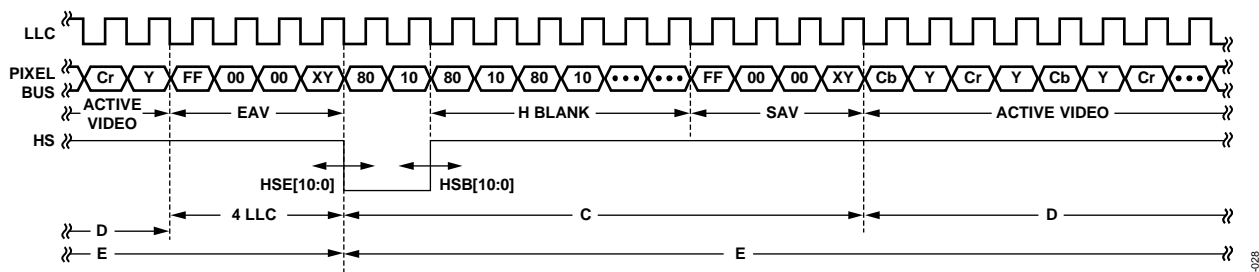 LLC
PIXEL BUS Cr Y FF 00 00 XY 80 10 80 10 80 10 ••• ••• FF 00 00 XY Cb Y Cr Y Cb Y Cr •••
ACTIVE VIDEO EAV H BLANK SAV ACTIVE VIDEO
HS
HSE[10:0] HSB[10:0]
4 LLC C D
D
E E